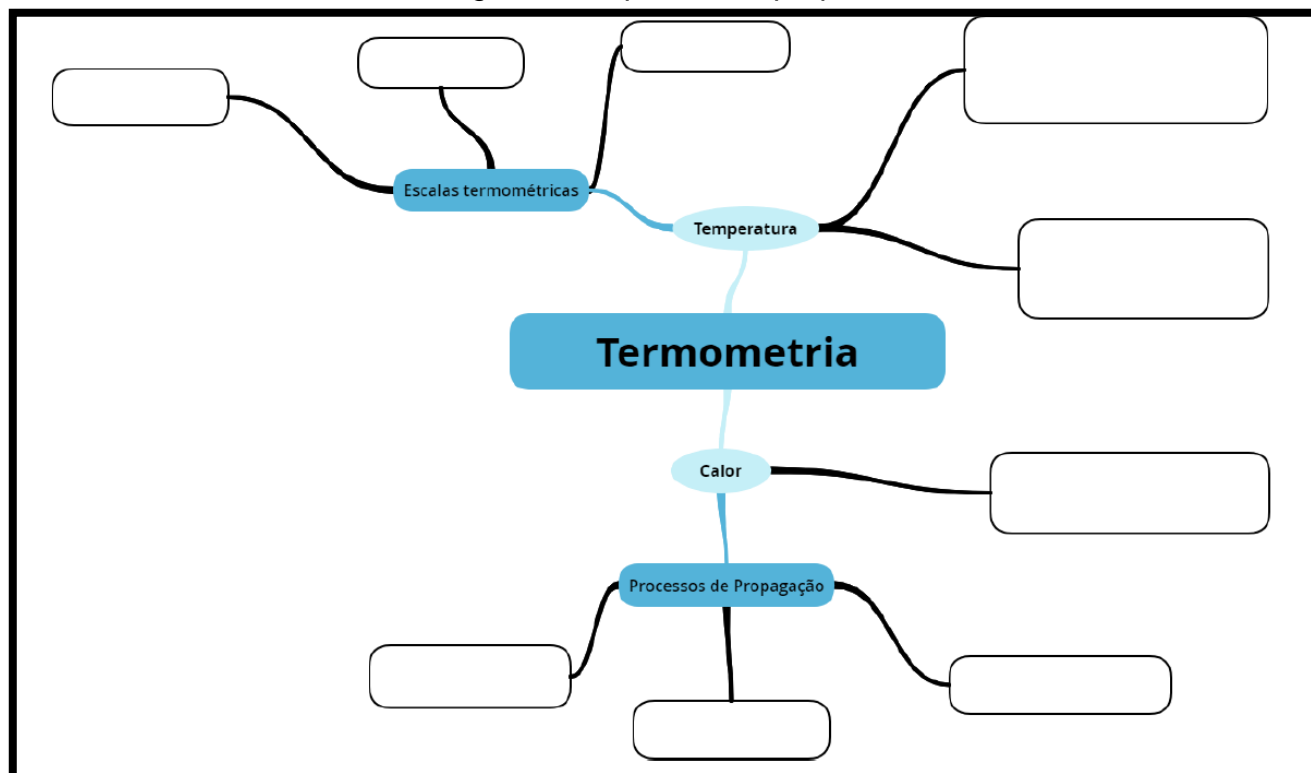 Escalas termométricas
Temperatura
Termometria
Calor
Processos de Propagação